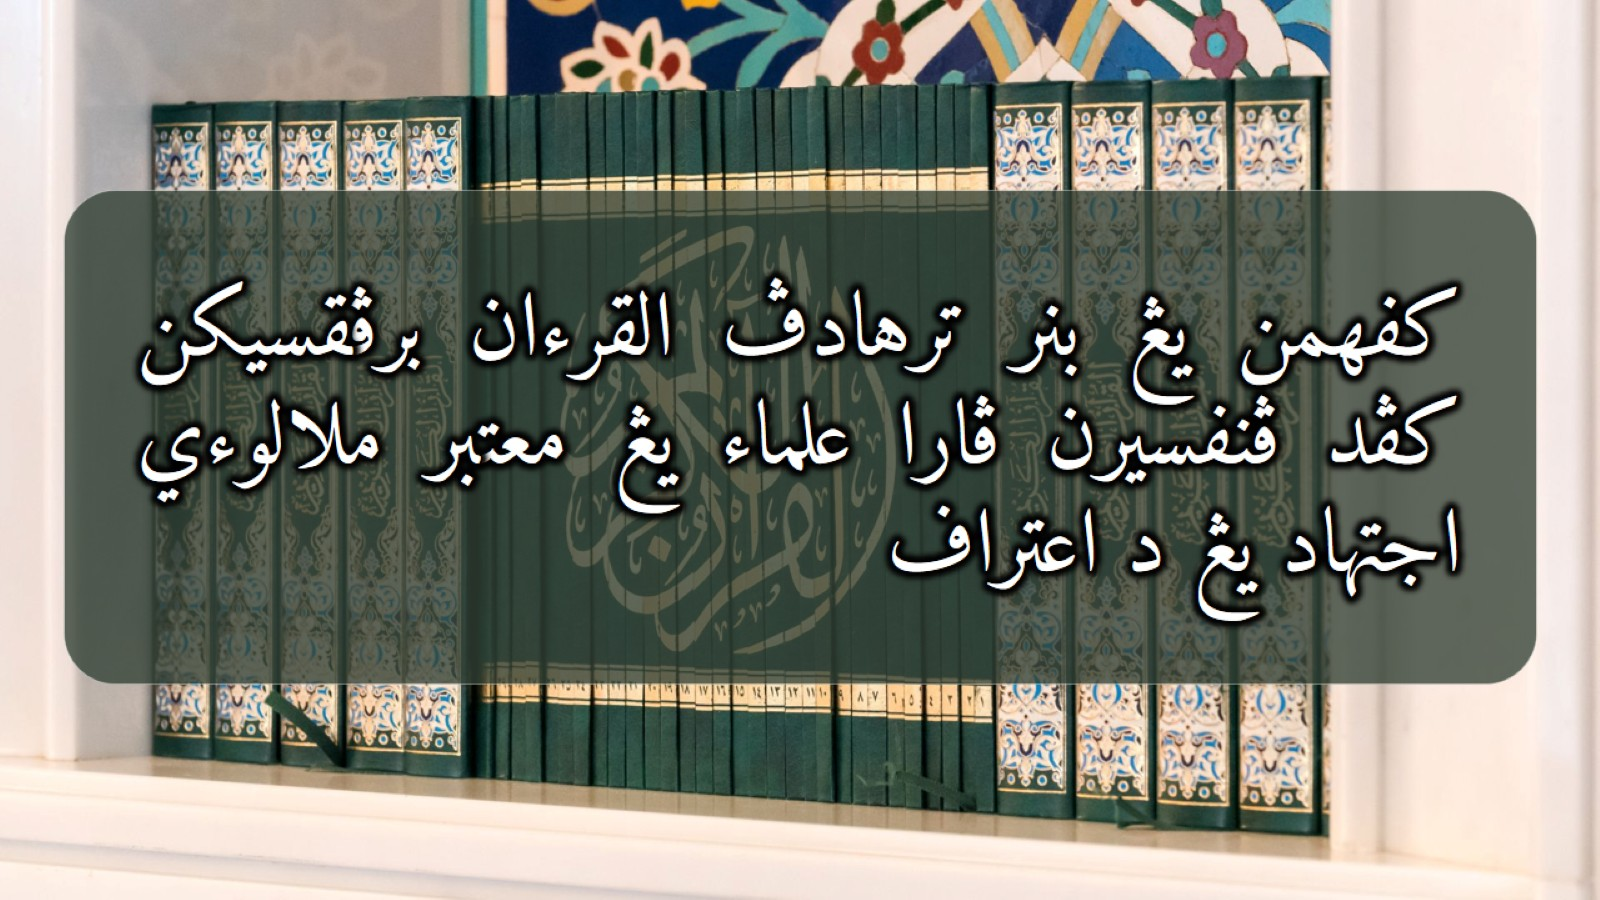 كفهمن يڠ بنر ترهادڤ القرءان برڤقسيكن
كڤد ڤنفسيرن ڤارا علماء يڠ معتبر ملالوءي
اجتهاد يڠ د اعتراف